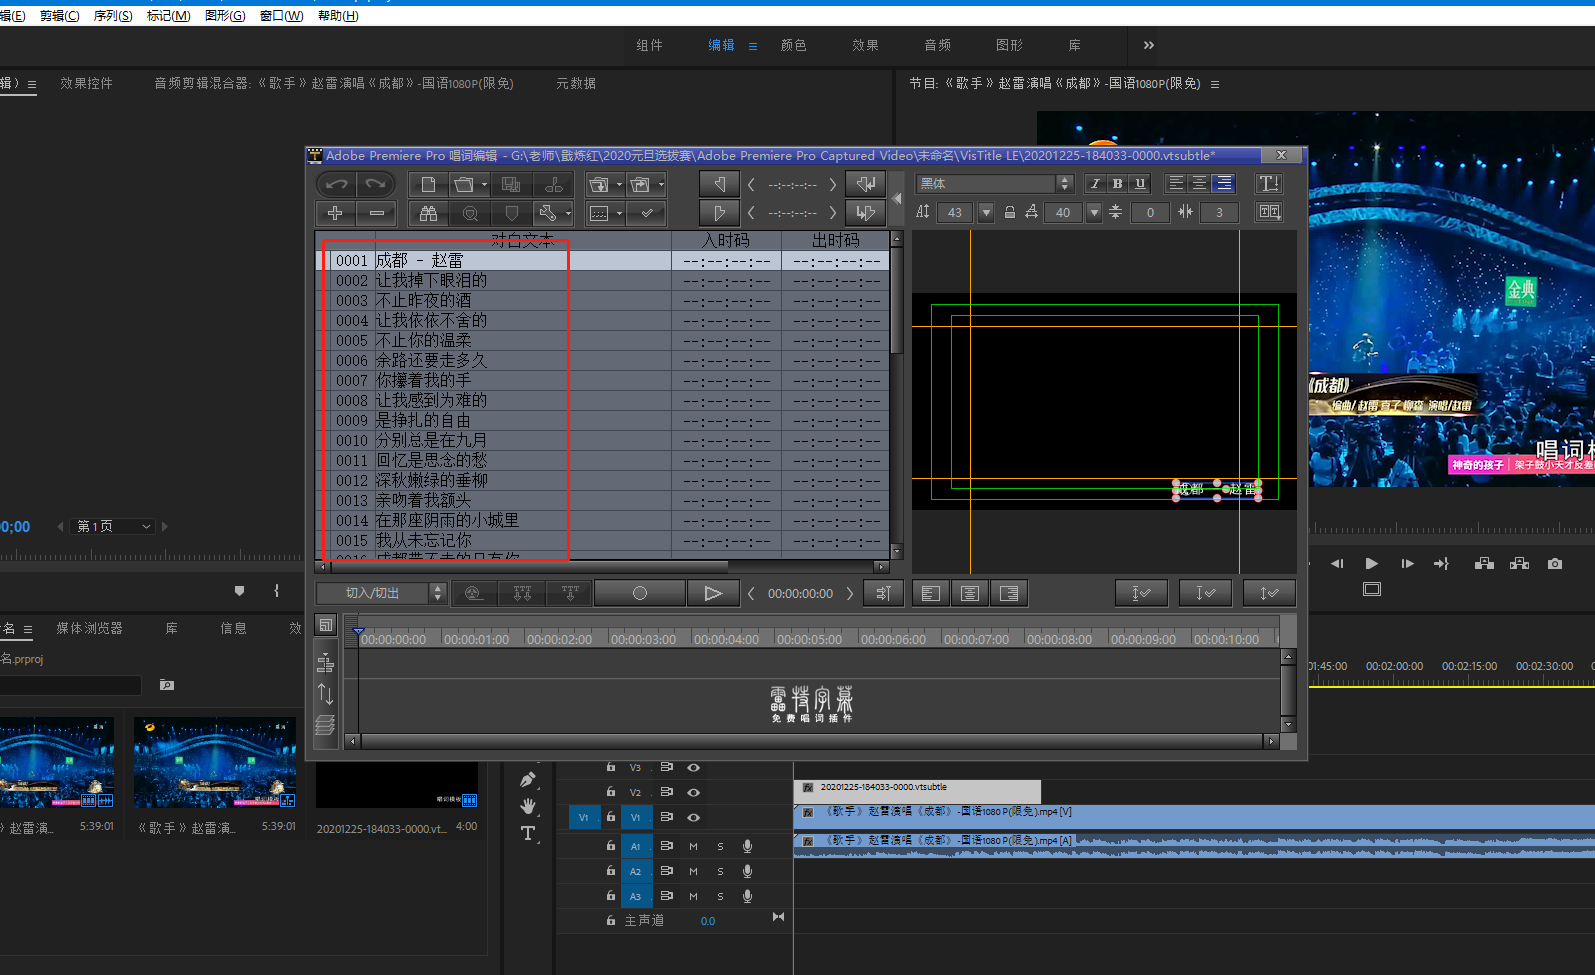 辑(E) 剪辑(C) 序列(S) 标记(M) 图形(G) 窗口(W) 帮助(H)
组件 编辑 颜色 效果 音频 图形 库
辑) 效果控件 音频剪辑混合器:《歌手》赵雷演唱《成都》-国语1080P(限免) 元数据
节目:《歌手》赵雷演唱《成都》-国语1080P(限免)
Adobe Premiere Pro 唱词编辑 - G:\老师\戬炼红\2020元旦选拔赛\Adobe Premiere Pro Captured Video\未命名\VisTitle LE\20201225-184033-0000.vtsubtle*
--:--:--:--
--:--:--:--
黑体 I B U T
43 40 0 3
对白文本 入时码 出时码
0001 成都 - 赵雷 --:--:--:-- --:--:--:--
0002 让我掉下眼泪的 --:--:--:-- --:--:--:--
0003 不止昨夜的酒 --:--:--:-- --:--:--:--
0004 让我依依不舍的 --:--:--:-- --:--:--:--
0005 不止你的温柔 --:--:--:-- --:--:--:--
0006 余路还要走多久 --:--:--:-- --:--:--:--
0007 你攥着我的手 --:--:--:-- --:--:--:--
0008 让我感到为难的 --:--:--:-- --:--:--:--
0009 是挣扎的自由 --:--:--:-- --:--:--:--
0010 分别总是在九月 --:--:--:-- --:--:--:--
0011 回忆是思念的愁 --:--:--:-- --:--:--:--
0012 深秋嫩绿的垂柳 --:--:--:-- --:--:--:--
0013 亲吻着我额头 --:--:--:-- --:--:--:--
0014 在那座阴雨的小城里 --:--:--:-- --:--:--:--
0015 我从未忘记你 --:--:--:-- --:--:--:--
0016 成都带不走的只有你
成都 赵雷
金典
《成都》
编曲/ 赵雷 喜子 柳森 演唱/赵雷
唱词模
神奇的孩子 架子鼓小天才反差
0;00 第1页
切入/切出 00:00:00:00
00:00:00:00 00:00:01:00 00:00:02:00 00:00:03:00 00:00:04:00 00:00:05:00 00:00:06:00 00:00:07:00 00:00:08:00 00:00:09:00 00:00:10:00
雷特字幕
免费唱词插件
名 媒体浏览器 库 信息 效
名.prproj
01:45:00 00:02:00:00 00:02:15:00 00:02:30:00
唱词模板
》赵雷演... 5:39:01 《歌手》赵雷演... 5:39:01 20201225-184033-0000.vt... 4:00
T
V3
V2 fx 20201225-184033-0000.vtsubtle
V1 V1 fx 《歌手》赵雷演唱《成都》-国语1080P(限免).mp4 [V]
A1 M S fx 《歌手》赵雷演唱《成都》-国语1080P(限免).mp4 [A]
A2 M S
A3 M S
主声道 0.0